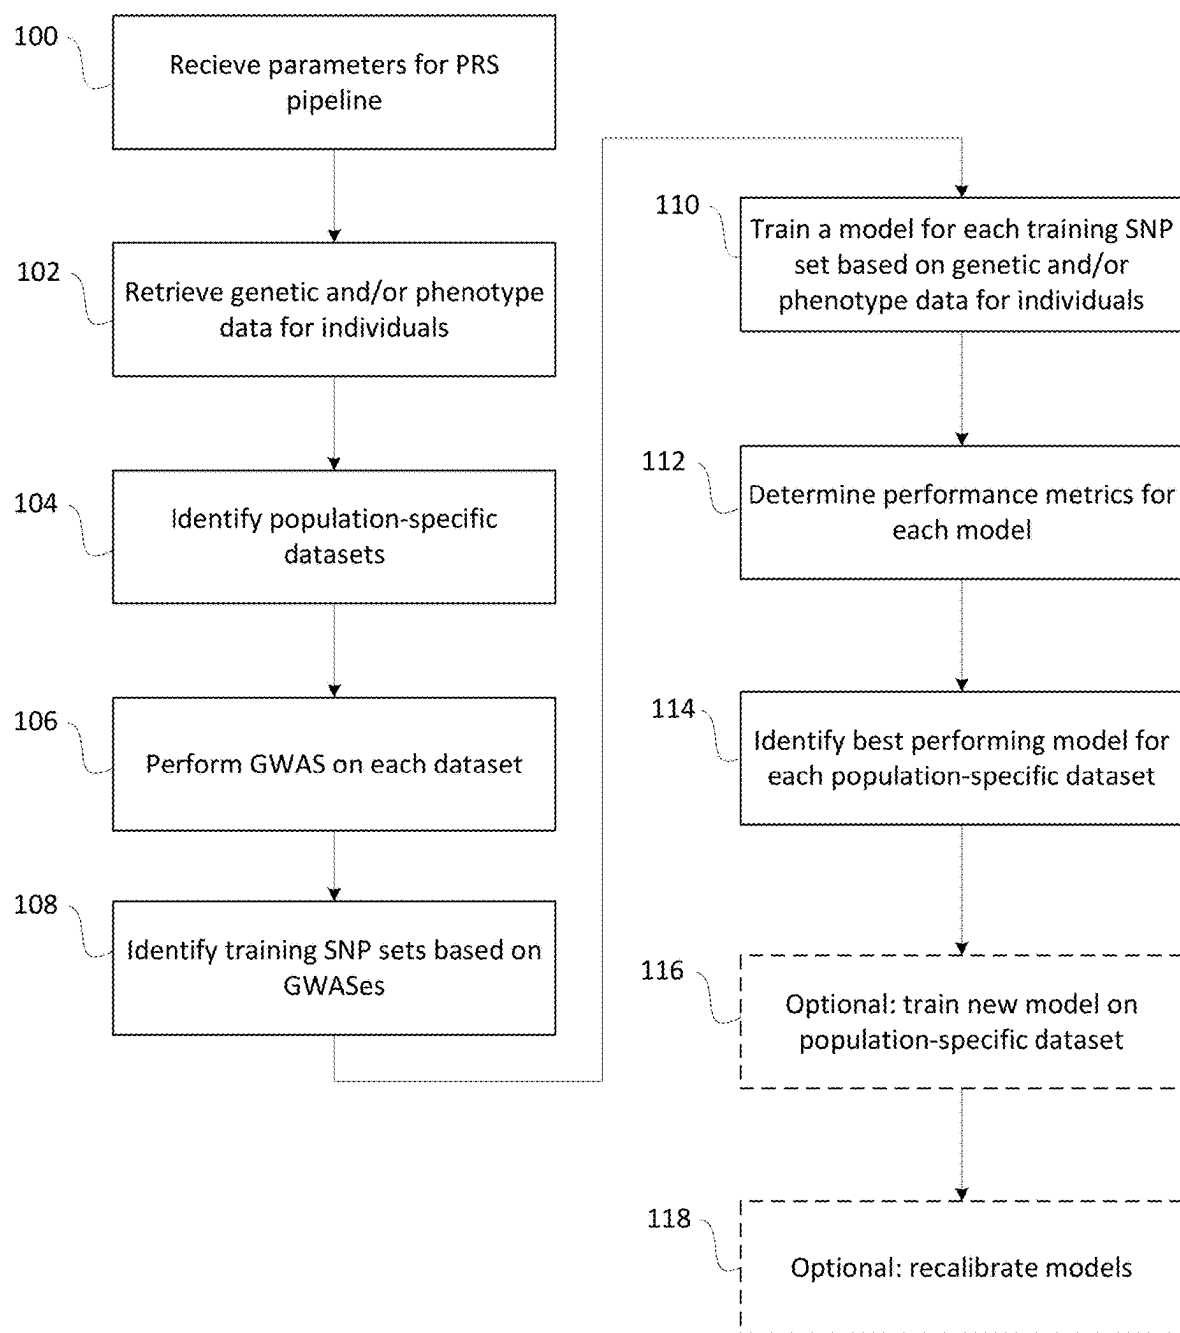 100
Recieve parameters for PRS
pipeline
102
Retrieve genetic and/or phenotype
data for individuals
104
Identify population-specific
datasets
106
Perform GWAS on each dataset
108
Identify training SNP sets based on
GWASes
110
Train a model for each training SNP
set based on genetic and/or
phenotype data for individuals
112
Determine performance metrics for
each model
114
Identify best performing model for
each population-specific dataset
116
Optional: train new model on
population-specific dataset
118
Optional: recalibrate models